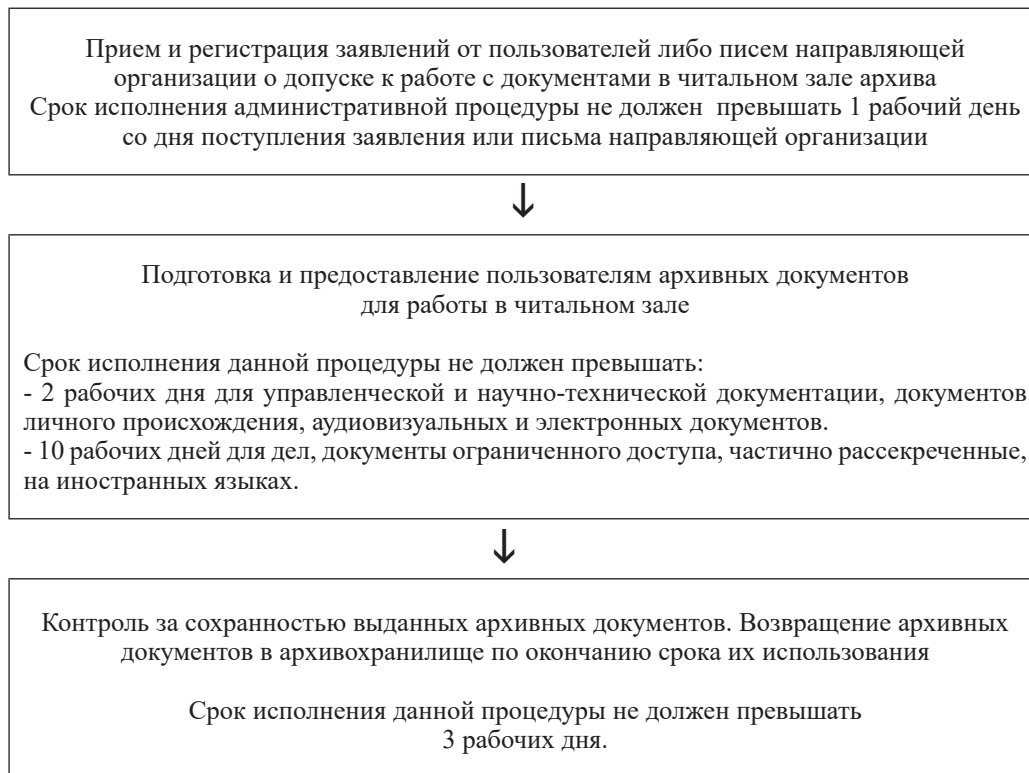 Прием и регистрация заявлений от пользователей либо писем направляющей
организации о допуске к работе с документами в читальном зале архива
Срок исполнения административной процедуры не должен превышать 1 рабочий день
со дня поступления заявления или письма направляющей организации
↓
Подготовка и предоставление пользователям архивных документов
для работы в читальном зале
Срок исполнения данной процедуры не должен превышать:
- 2 рабочих дня для управленческой и научно-технической документации, документов
личного происхождения, аудиовизуальных и электронных документов.
- 10 рабочих дней для дел, документы ограниченного доступа, частично рассекреченные,
на иностранных языках.
↓
Контроль за сохранностью выданных архивных документов. Возвращение архивных
документов в архивохранилище по окончанию срока их использования
Срок исполнения данной процедуры не должен превышать
3 рабочих дня.